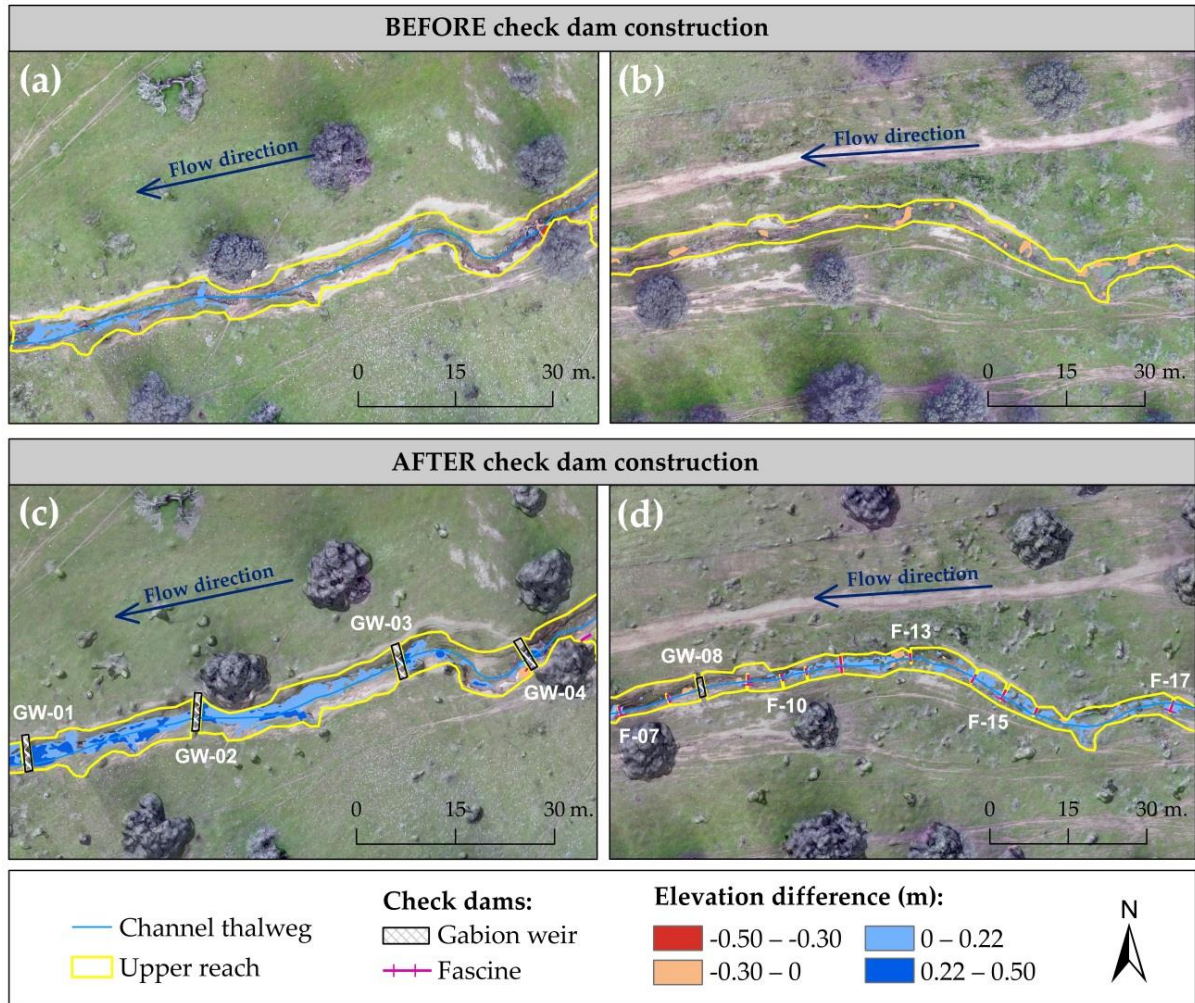 BEFORE check dam construction
(a)
Flow direction
0 15 30 m.
(b)
Flow direction
0 15 30 m.
AFTER check dam construction
(c)
Flow direction
GW-01
GW-02
GW-03
GW-04
0 15 30 m.
(d)
Flow direction
F-07
GW-08
F-10
F-13
F-15
F-17
0 15 30 m.
Channel thalweg
Upper reach
Check dams:
Gabion weir
Fascine
Elevation difference (m):
-0.50 – -0.30
-0.30 – 0
0 – 0.22
0.22 – 0.50
N